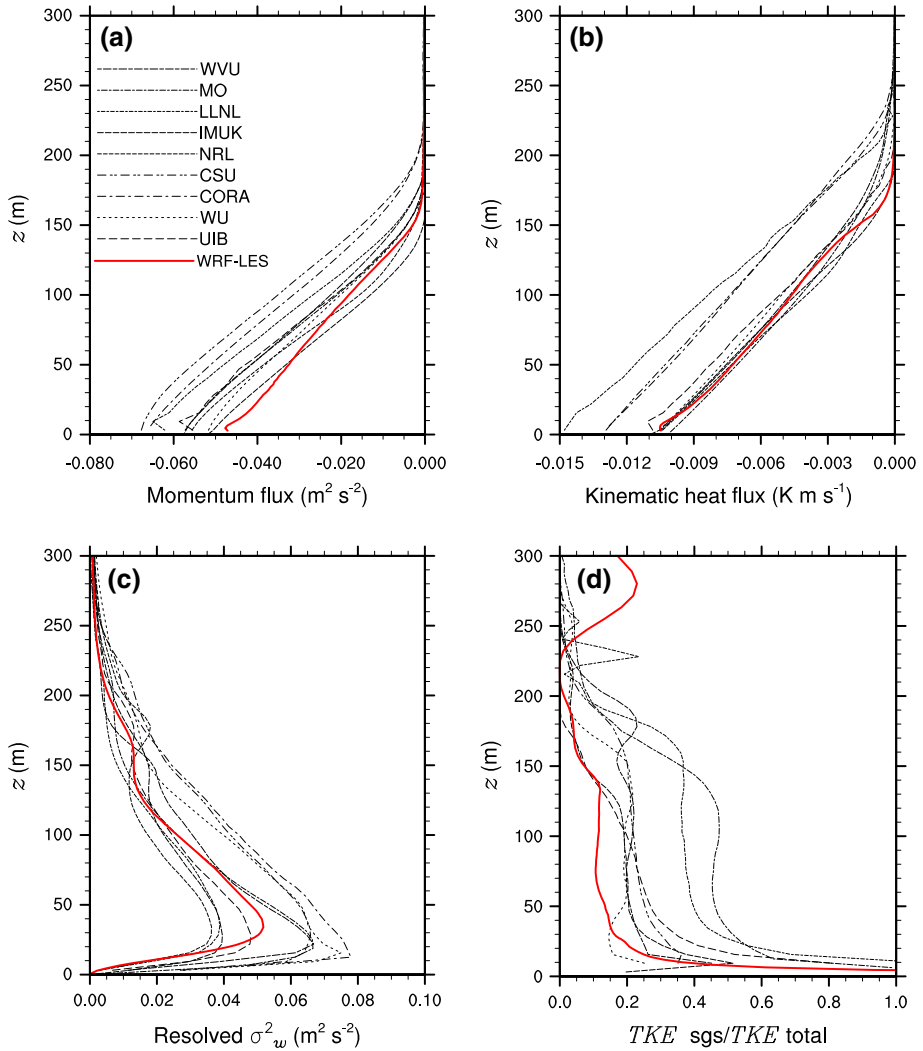 (a)
300
250
200
150
100
50
0
z (m)
WVU
MO
LLNL
IMUK
NRL
CSU
CORA
WU
UIB
WRF-LES
-0.080 -0.060 -0.040 -0.020 0.000
Momentum flux (m² s⁻²)
(b)
300
250
200
150
100
50
0
z (m)
-0.015 -0.012 -0.009 -0.006 -0.003 0.000
Kinematic heat flux (K m s⁻¹)
(c)
300
250
200
150
100
50
0
z (m)
0.00 0.02 0.04 0.06 0.08 0.10
Resolved σ²w (m² s⁻²)
(d)
300
250
200
150
100
50
0
z (m)
0.0 0.2 0.4 0.6 0.8 1.0
TKE sgs/TKE total